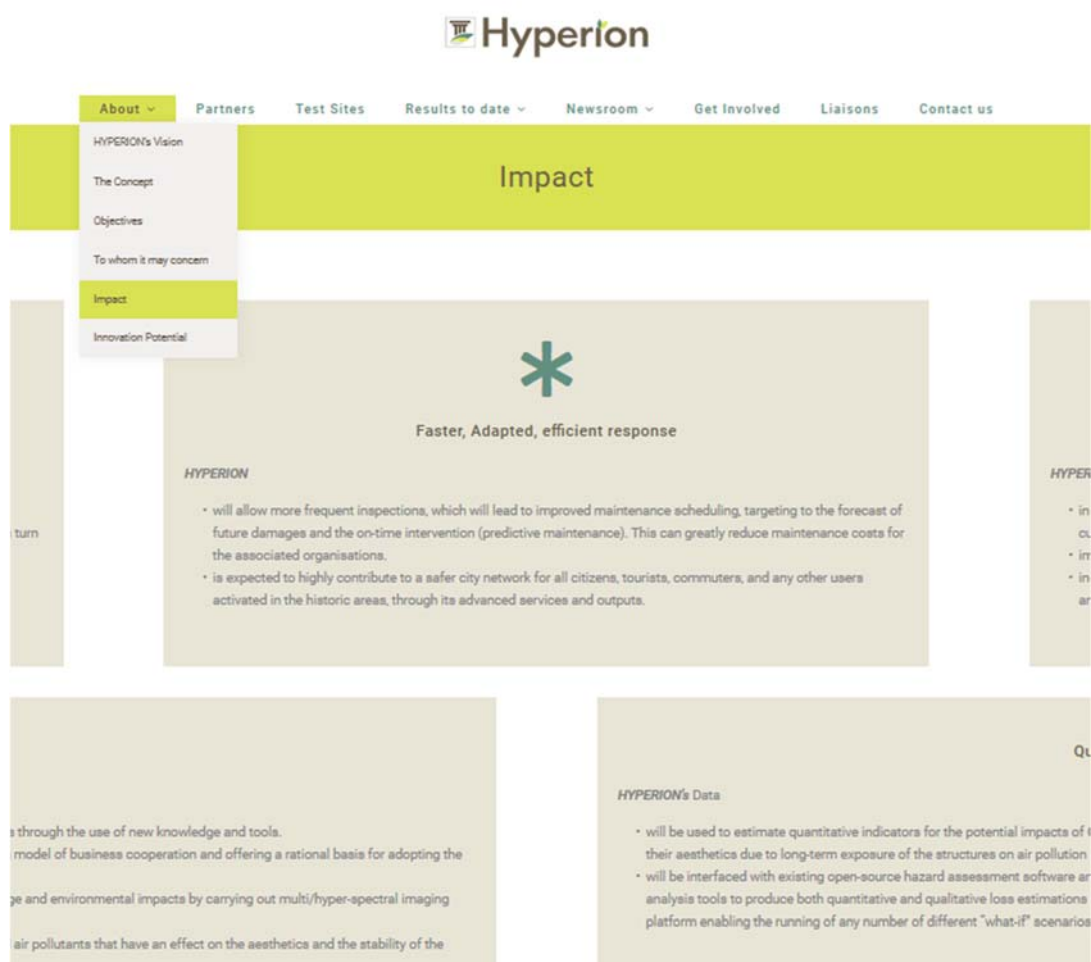 Hyperion
About Partners Test Sites Results to date Newsroom Get Involved Liaisons Contact us
HYPERION's Vision
The Concept
Objectives
To whom it may concern
Impact
Innovation Potential
Impact
turn
Faster, Adapted, efficient response
HYPERION
• will allow more frequent inspections, which will lead to improved maintenance scheduling, targeting to the forecast of
future damages and the on-time intervention (predictive maintenance). This can greatly reduce maintenance costs for
the associated organisations.
• is expected to highly contribute to a safer city network for all citizens, tourists, commuters, and any other users
activated in the historic areas, through its advanced services and outputs.
HYPER
• in
cu
• im
• in
ar
through the use of new knowledge and tools.
model of business cooperation and offering a rational basis for adopting the
ge and environmental impacts by carrying out multi/hyper-spectral imaging
air pollutants that have an effect on the aesthetics and the stability of the
Qu
HYPERION's Data
• will be used to estimate quantitative indicators for the potential impacts of
their aesthetics due to long-term exposure of the structures on air pollution
• will be interfaced with existing open-source hazard assessment software ar
analysis tools to produce both quantitative and qualitative loss estimations
platform enabling the running of any number of different "what-if" scenarios